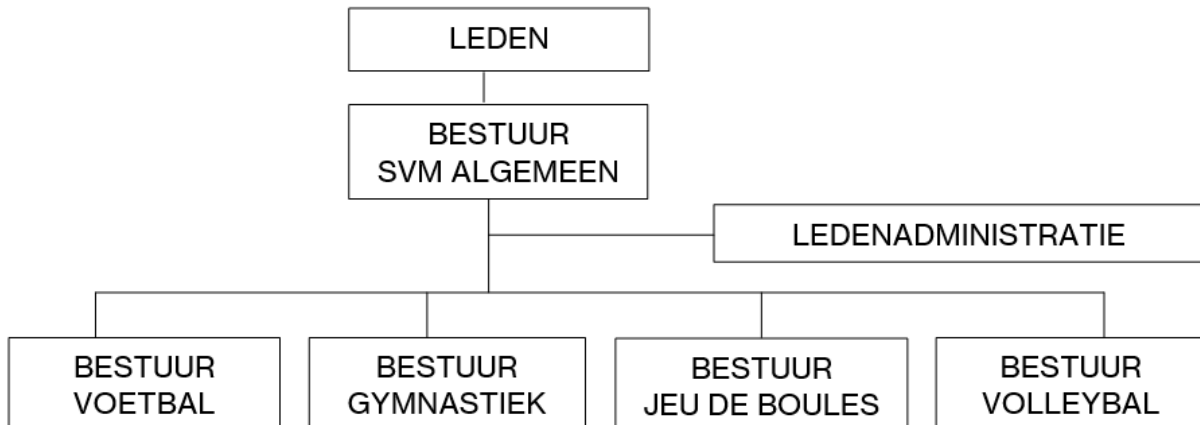 LEDEN
BESTUUR
SVM ALGEMEEN
LEDENADMINISTRATIE
BESTUUR
VOETBAL
BESTUUR
GYMNASTIEK
BESTUUR
JEU DE BOULES
BESTUUR
VOLLEYBAL